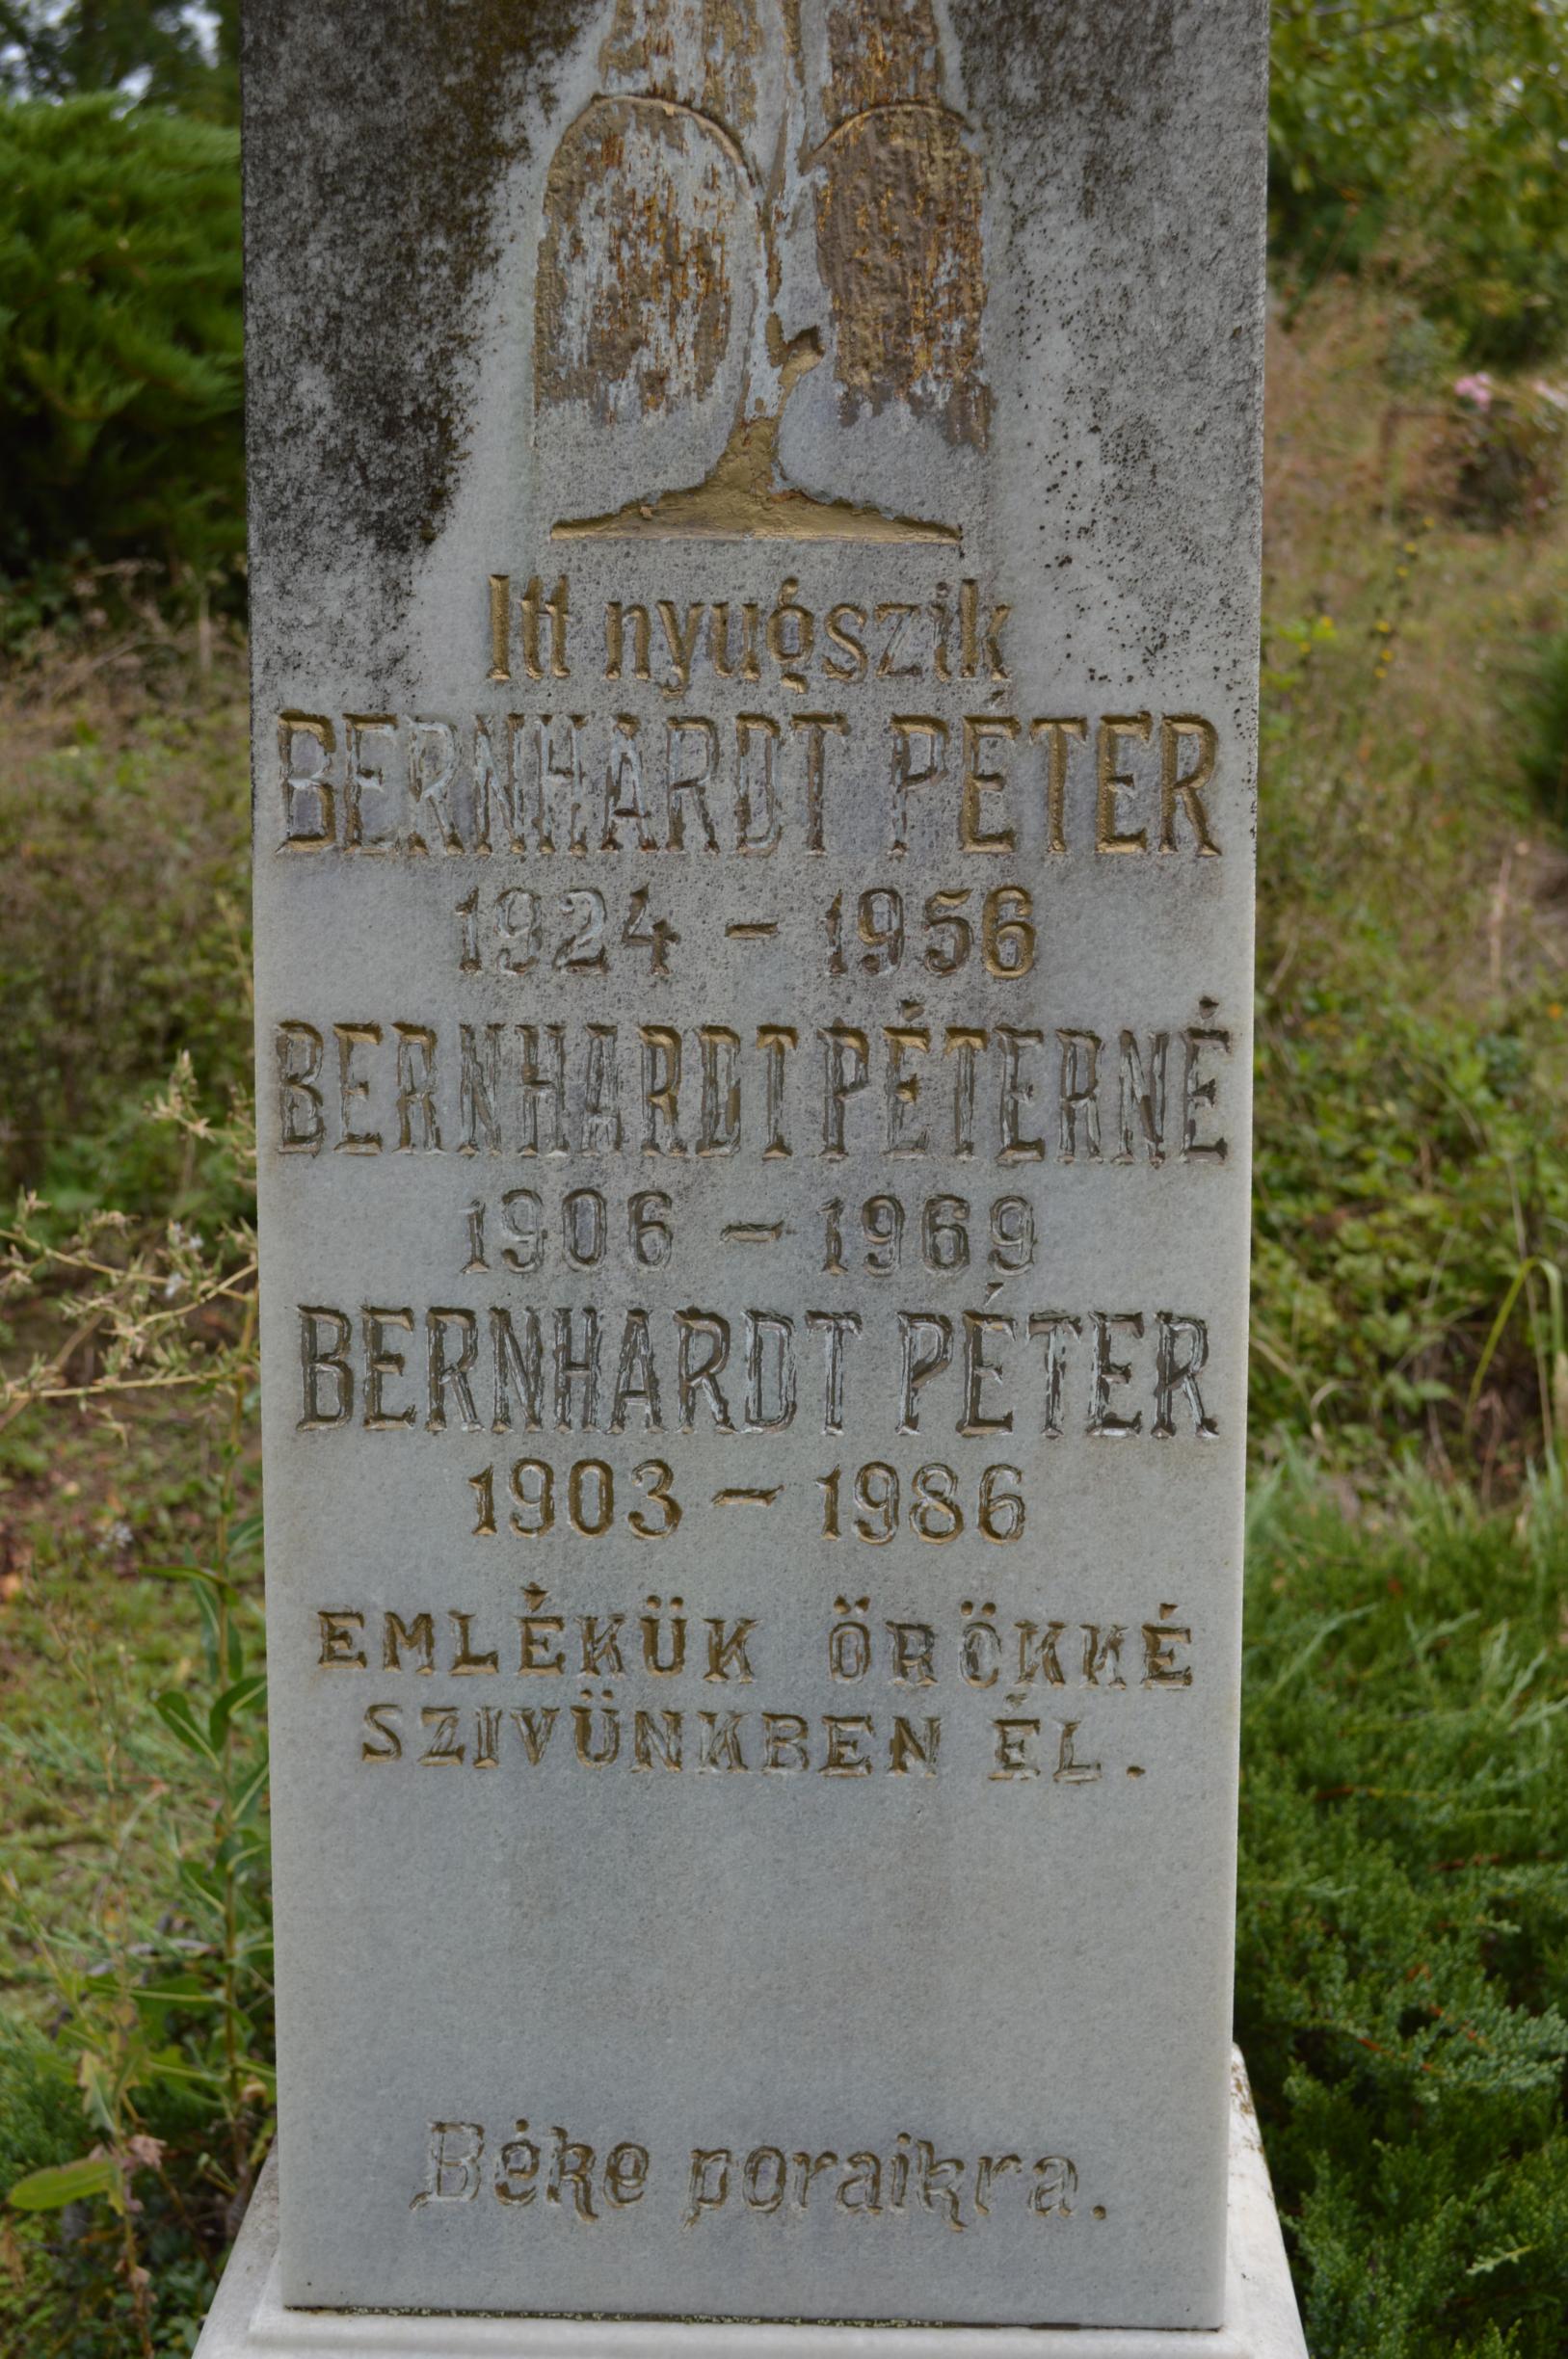 Itt nyugszik
BERNHARDT PÉTER
1924 - 1956
BERNHARDT PÉTERNÉ
1906 - 1969
BERNHARDT PÉTER
1903 - 1986
EMLÉKÜK ÖRÖKKÉ
SZIVÜNKBEN ÉL.
Béke poraikra.